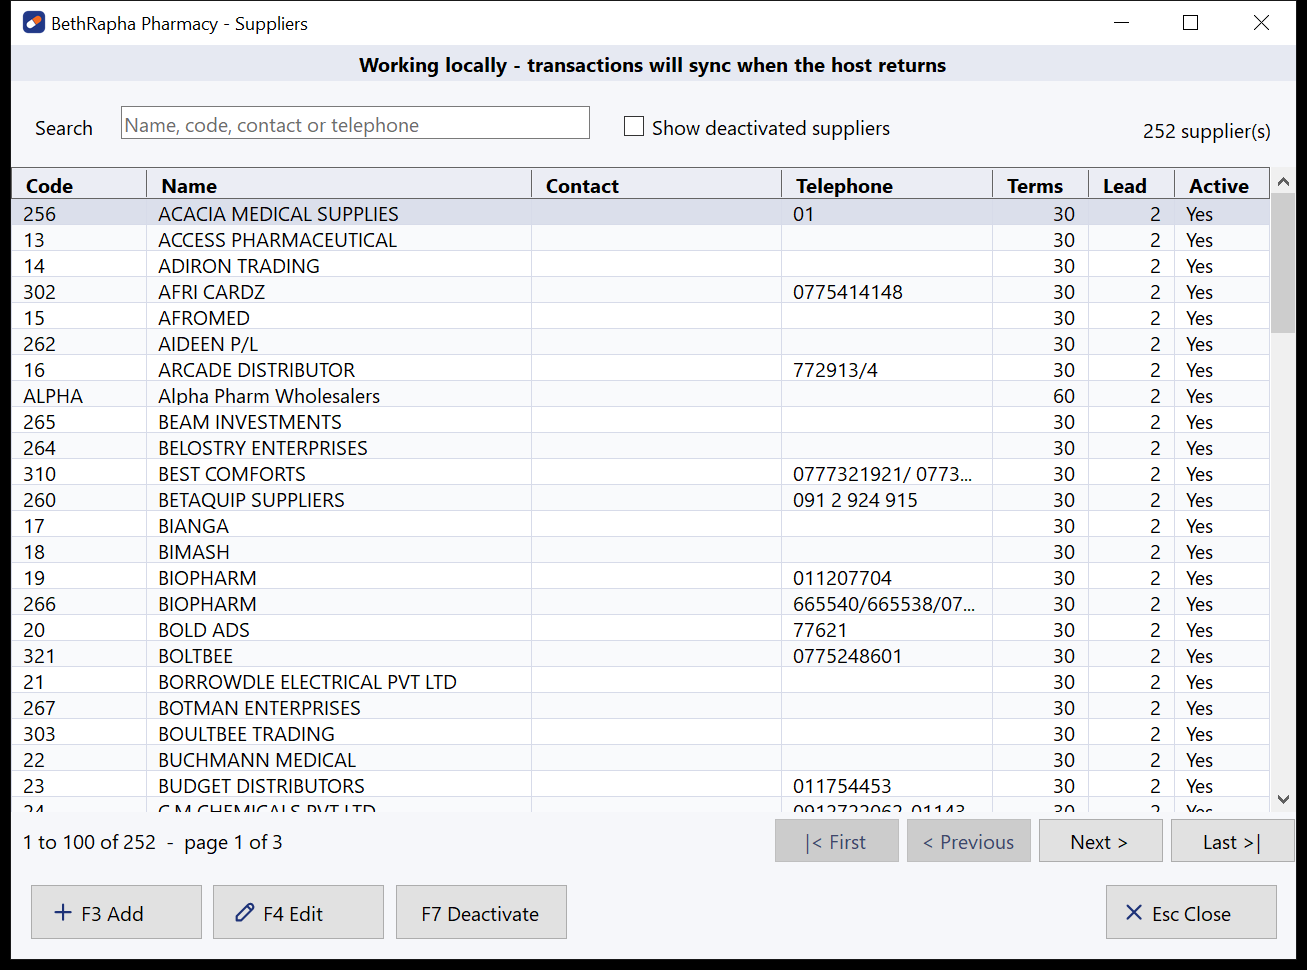 BethRapha Pharmacy - Suppliers
Working locally - transactions will sync when the host returns
Search Name, code, contact or telephone Show deactivated suppliers 252 supplier(s)
Code Name Contact Telephone Terms Lead Active
256 ACACIA MEDICAL SUPPLIES 01 30 2 Yes
13 ACCESS PHARMACEUTICAL 30 2 Yes
14 ADIRON TRADING 30 2 Yes
302 AFRI CARDZ 0775414148 30 2 Yes
15 AFROMED 30 2 Yes
262 AIDEEN P/L 30 2 Yes
16 ARCADE DISTRIBUTOR 772913/4 30 2 Yes
ALPHA Alpha Pharm Wholesalers 60 2 Yes
265 BEAM INVESTMENTS 30 2 Yes
264 BELOSTRY ENTERPRISES 30 2 Yes
310 BEST COMFORTS 0777321921/ 0773... 30 2 Yes
260 BETAQUIP SUPPLIERS 091 2 924 915 30 2 Yes
17 BIANGA 30 2 Yes
18 BIMASH 30 2 Yes
19 BIOPHARM 011207704 30 2 Yes
266 BIOPHARM 665540/665538/07... 30 2 Yes
20 BOLD ADS 77621 30 2 Yes
321 BOLTBEE 0775248601 30 2 Yes
21 BORROWDLE ELECTRICAL PVT LTD 30 2 Yes
267 BOTMAN ENTERPRISES 30 2 Yes
303 BOULTBEE TRADING 30 2 Yes
22 BUCHMANN MEDICAL 30 2 Yes
23 BUDGET DISTRIBUTORS 011754453 30 2 Yes
24 C M CHEMICALS PVT LTD 30 2 Yes
1 to 100 of 252 - page 1 of 3 |< First < Previous Next > Last >|
F3 Add F4 Edit F7 Deactivate Esc Close